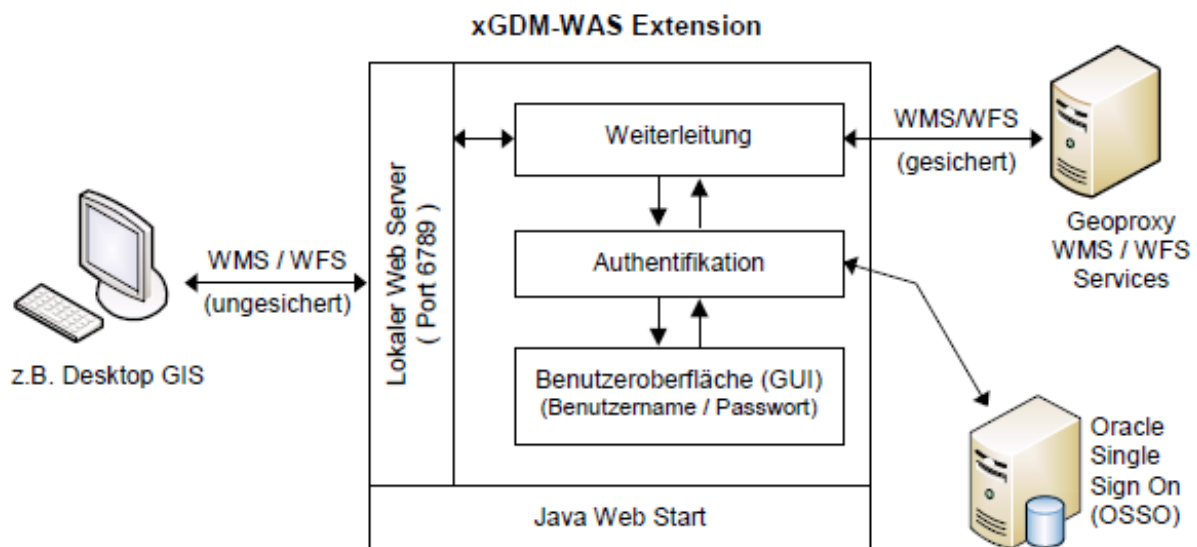 xGDM-WAS Extension
z.B. Desktop GIS
WMS / WFS
(ungesichert)
Lokaler Web Server
( Port 6789 )
Weiterleitung
Authentifikation
Benutzeroberfläche (GUI)
(Benutzername / Passwort)
Java Web Start
WMS/WFS
(gesichert)
Geoproxy
WMS / WFS
Services
Oracle
Single
Sign On
(OSSO)